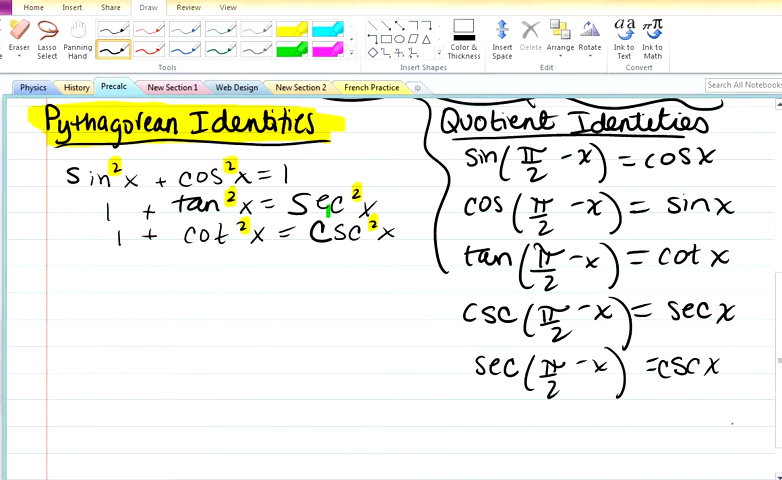 Home Insert Share Draw Review View
Eraser Lasso Select Panning Hand
Color & Thickness
Insert Space Delete Arrange Rotate
Ink to Text Ink to Math
Tools Insert Shapes Edit Convert
Physics History Precalc New Section 1 Web Design New Section 2 French Practice
Search All Notebooks
Pythagorean Identities
sin²x + cos²x = 1
1 + tan²x = sec²x
1 + cot²x = csc²x
Quotient Identities
sin(π/2 - x) = cosx
cos(π/2 - x) = sinx
tan(π/2 - x) = cot x
csc(π/2 - x) = sec x
sec(π/2 - x) = cscx